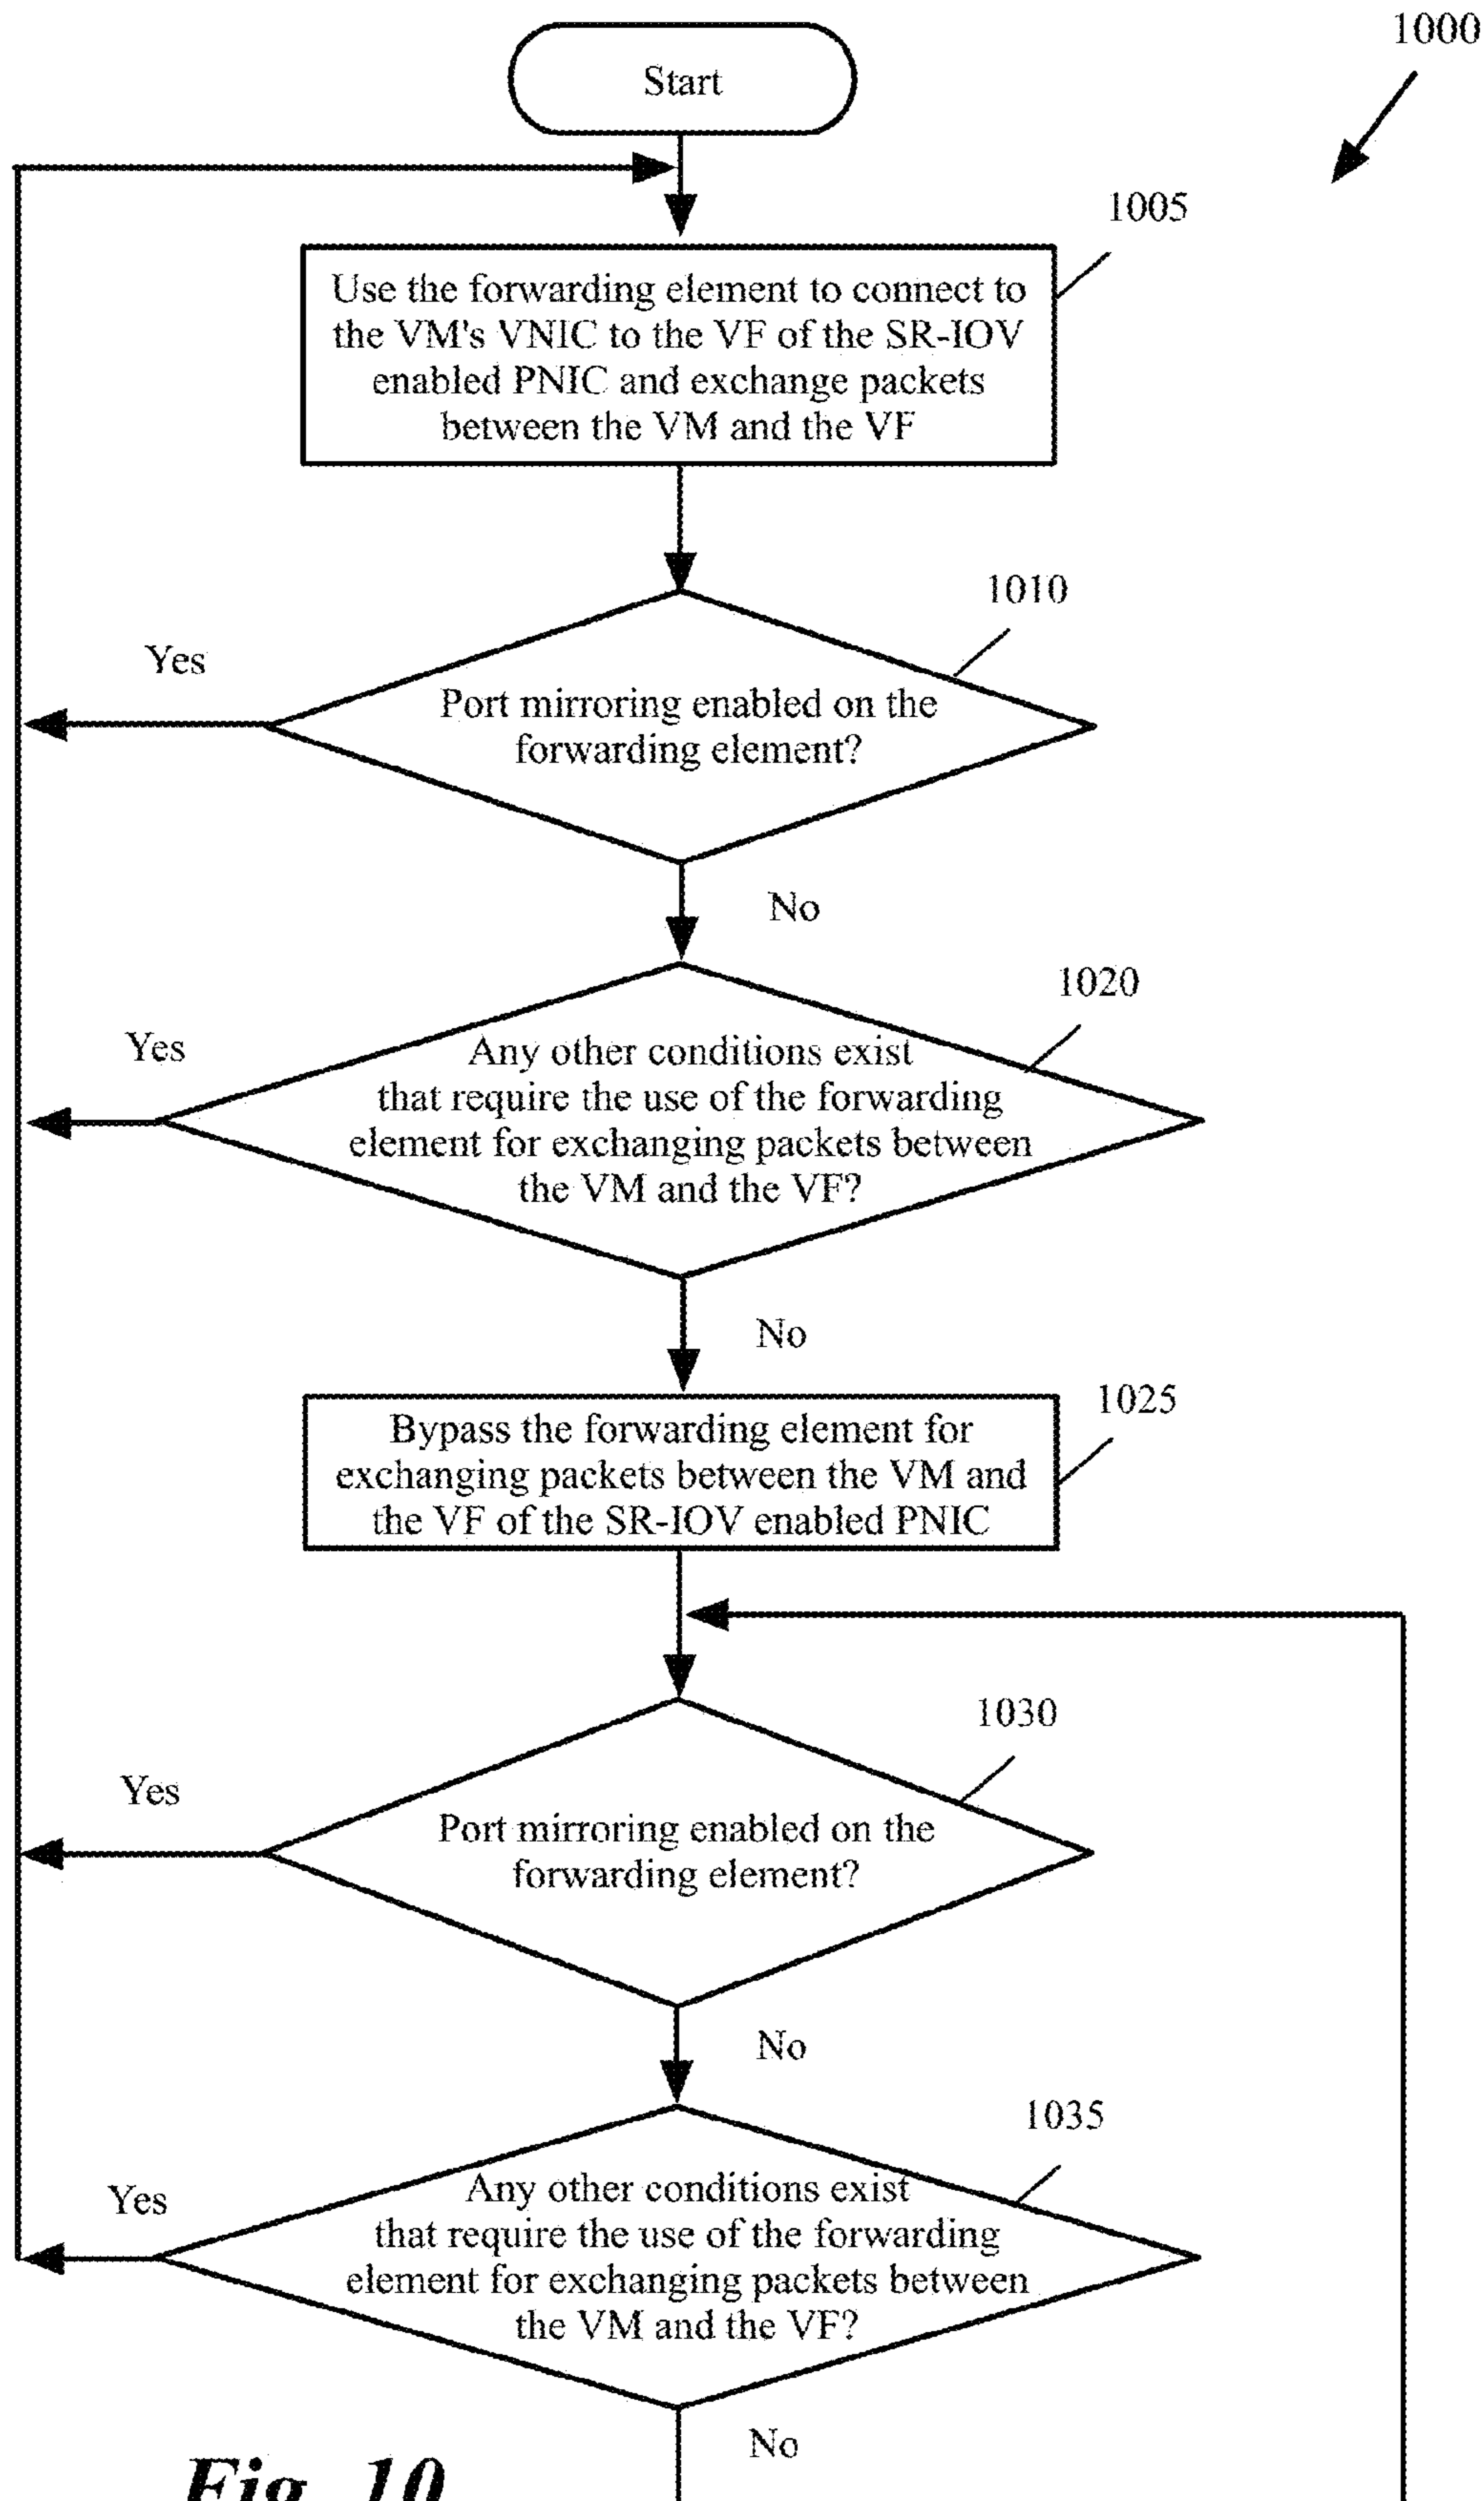 1000
Start
1005
Use the forwarding element to connect to
the VM's VNIC to the VF of the SR-IOV
enabled PNIC and exchange packets
between the VM and the VF
1010
Yes
Port mirroring enabled on the
forwarding element?
No
1020
Yes
Any other conditions exist
that require the use of the forwarding
element for exchanging packets between
the VM and the VF?
No
1025
Bypass the forwarding element for
exchanging packets between the VM and
the VF of the SR-IOV enabled PNIC
1030
Yes
Port mirroring enabled on the
forwarding element?
No
1035
Yes
Any other conditions exist
that require the use of the forwarding
element for exchanging packets between
the VM and the VF?
No
Fig. 10